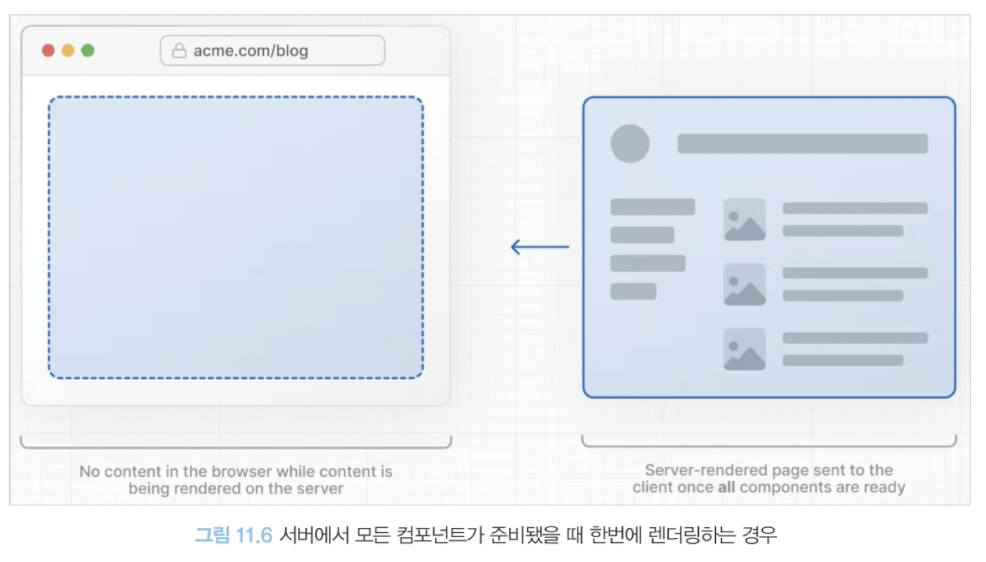 acme.com/blog
No content in the browser while content is
being rendered on the server
Server-rendered page sent to the
client once all components are ready
그림 11.6 서버에서 모든 컴포넌트가 준비됐을 때 한번에 렌더링하는 경우